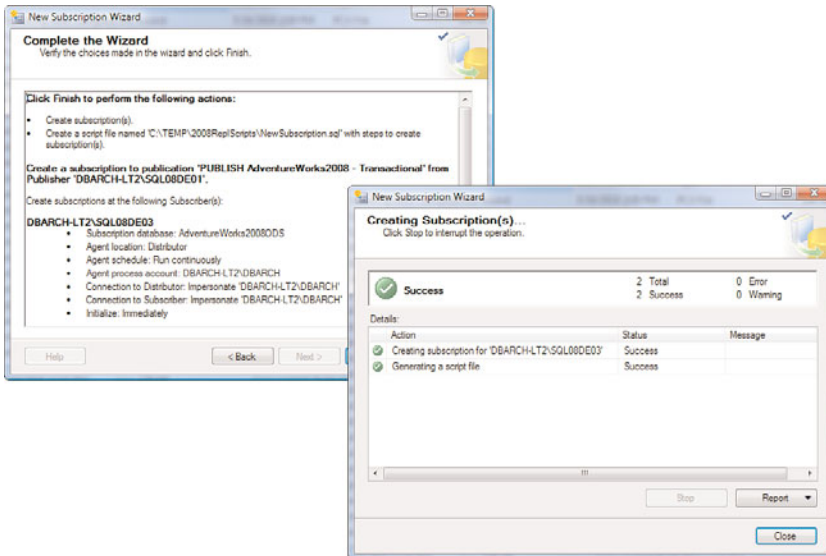 New Subscription Wizard
Complete the Wizard
Verify the choices made in the wizard and click Finish.
Click Finish to perform the following actions:
• Create subscription(s).
• Create a script file named 'C:\TEMP\2008ReplScripts\NewSubscription.sql' with steps to create
subscription(s).
Create a subscription to publication 'PUBLISH AdventureWorks2008 - Transactional' from
Publisher 'DBARCH-LT2\SQL08DE01'.
Create subscriptions at the following Subscriber(s):
DBARCH-LT2\SQL08DE03
• Subscription database: AdventureWorks2008ODS
• Agent location: Distributor
• Agent schedule: Run continuously
• Agent process account: DBARCH-LT2\DBARCH
• Connection to Distributor: Impersonate 'DBARCH-LT2\DBARCH'
• Connection to Subscriber: Impersonate 'DBARCH-LT2\DBARCH'
• Initialize: Immediately
Help
< Back
Next >
New Subscription Wizard
Creating Subscription(s)...
Click Stop to interrupt the operation.
Success
2 Total 0 Error
2 Success 0 Warning
Details:
Action Status Message
Creating subscription for 'DBARCH-LT2\SQL08DE03' Success
Generating a script file Success
Stop
Report
Close